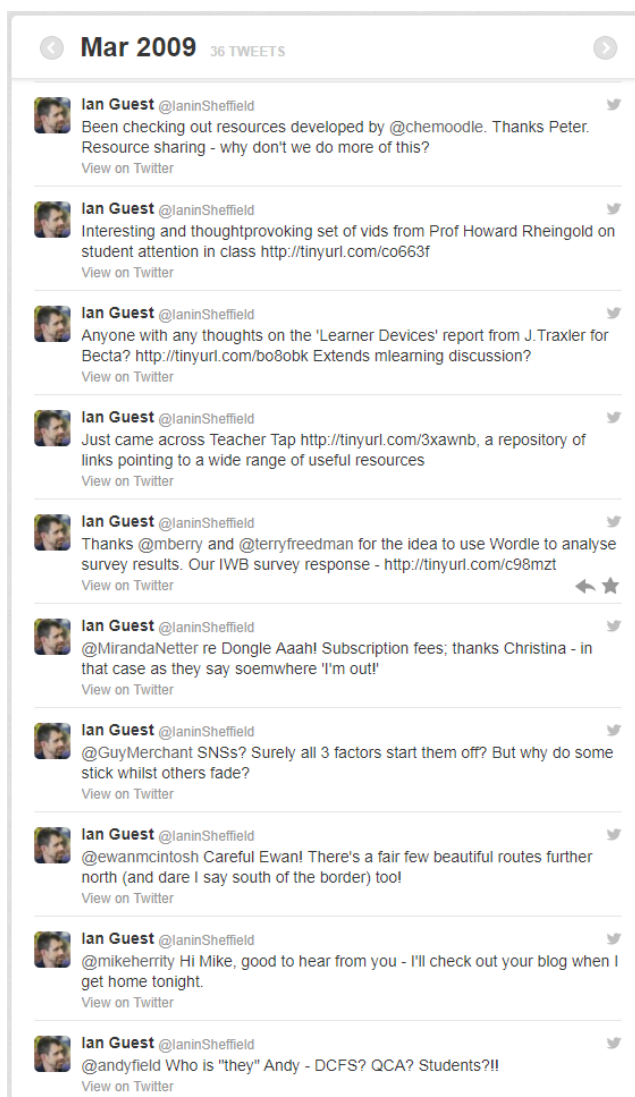 Mar 2009 36 TWEETS
Ian Guest @IaninSheffield
Been checking out resources developed by @chemoodle. Thanks Peter.
Resource sharing - why don't we do more of this?
View on Twitter
Ian Guest @IaninSheffield
Interesting and thoughtprovoking set of vids from Prof Howard Rheingold on
student attention in class http://tinyurl.com/co663f
View on Twitter
Ian Guest @IaninSheffield
Anyone with any thoughts on the 'Learner Devices' report from J.Traxler for
Becta? http://tinyurl.com/bo8obk Extends mlearning discussion?
View on Twitter
Ian Guest @IaninSheffield
Just came across Teacher Tap http://tinyurl.com/3xawnb, a repository of
links pointing to a wide range of useful resources
View on Twitter
Ian Guest @IaninSheffield
Thanks @mberry and @terryfreedman for the idea to use Wordle to analyse
survey results. Our IWB survey response - http://tinyurl.com/c98mzt
View on Twitter
Ian Guest @IaninSheffield
@MirandaNetter re Dongle Aaah! Subscription fees; thanks Christina - in
that case as they say soemwhere 'I'm out!'
View on Twitter
Ian Guest @IaninSheffield
@GuyMerchant SNSs? Surely all 3 factors start them off? But why do some
stick whilst others fade?
View on Twitter
Ian Guest @IaninSheffield
@ewanmcintosh Careful Ewan! There's a fair few beautiful routes further
north (and dare I say south of the border) too!
View on Twitter
Ian Guest @IaninSheffield
@mikeherrity Hi Mike, good to hear from you - I'll check out your blog when I
get home tonight.
View on Twitter
Ian Guest @IaninSheffield
@andyfield Who is "they" Andy - DCFS? QCA? Students?!!
View on Twitter